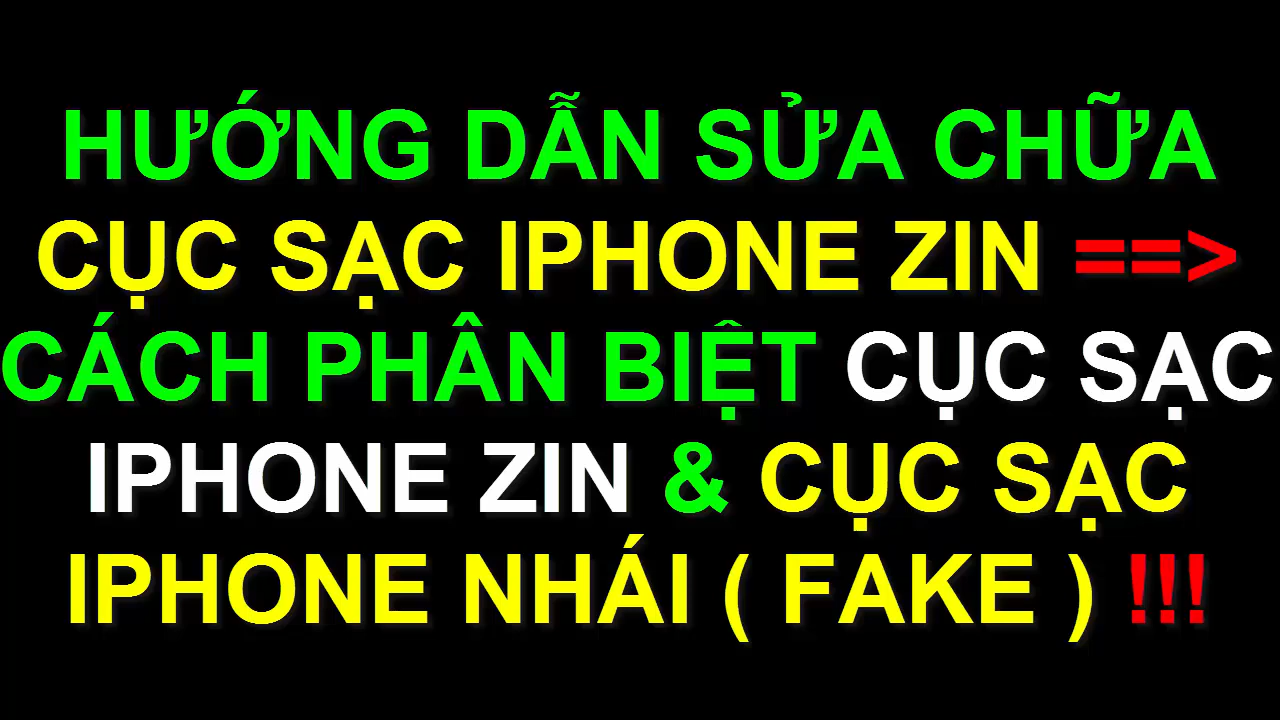 HƯỚNG DẪN SỬA CHỮA
CỤC SẠC IPHONE ZIN ==>
CÁCH PHÂN BIỆT CỤC SẠC
IPHONE ZIN & CỤC SẠC
IPHONE NHÁI ( FAKE ) !!!